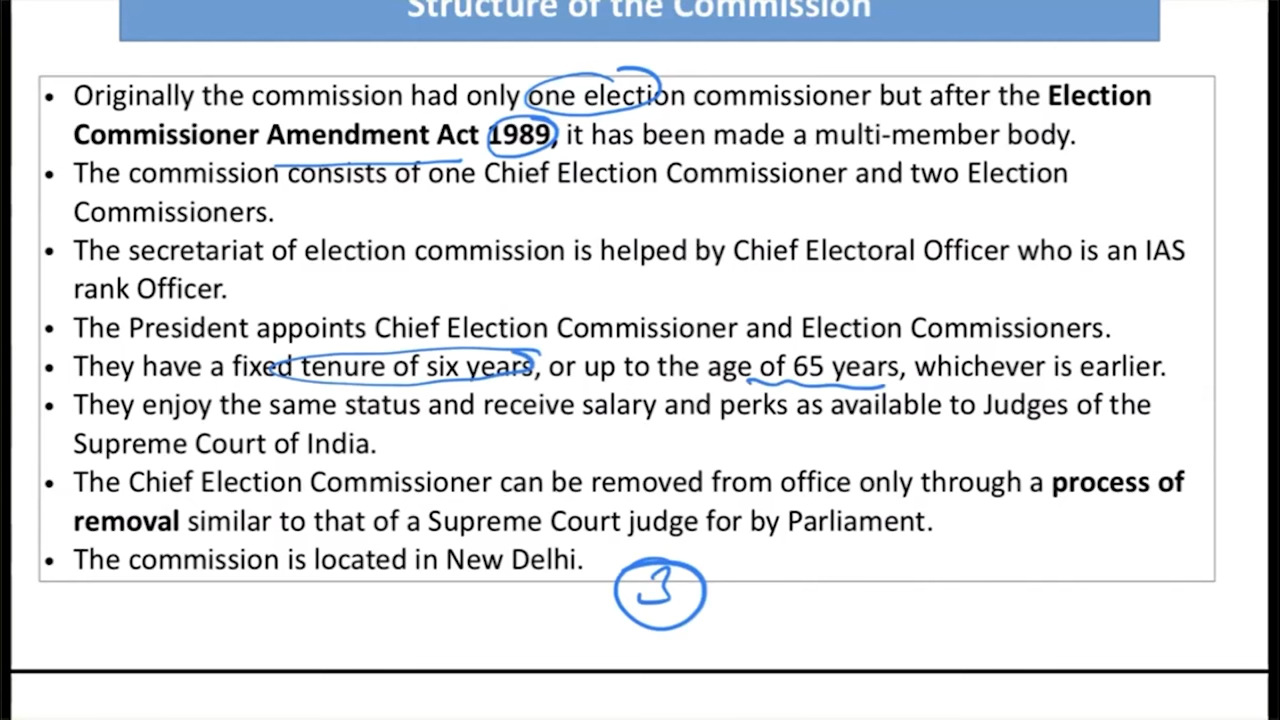 Structure of the Commission
• Originally the commission had only one election commissioner but after the Election
Commissioner Amendment Act 1989, it has been made a multi-member body.
• The commission consists of one Chief Election Commissioner and two Election
Commissioners.
• The secretariat of election commission is helped by Chief Electoral Officer who is an IAS
rank Officer.
• The President appoints Chief Election Commissioner and Election Commissioners.
• They have a fixed tenure of six years, or up to the age of 65 years, whichever is earlier.
• They enjoy the same status and receive salary and perks as available to Judges of the
Supreme Court of India.
• The Chief Election Commissioner can be removed from office only through a process of
removal similar to that of a Supreme Court judge for by Parliament.
• The commission is located in New Delhi.
3